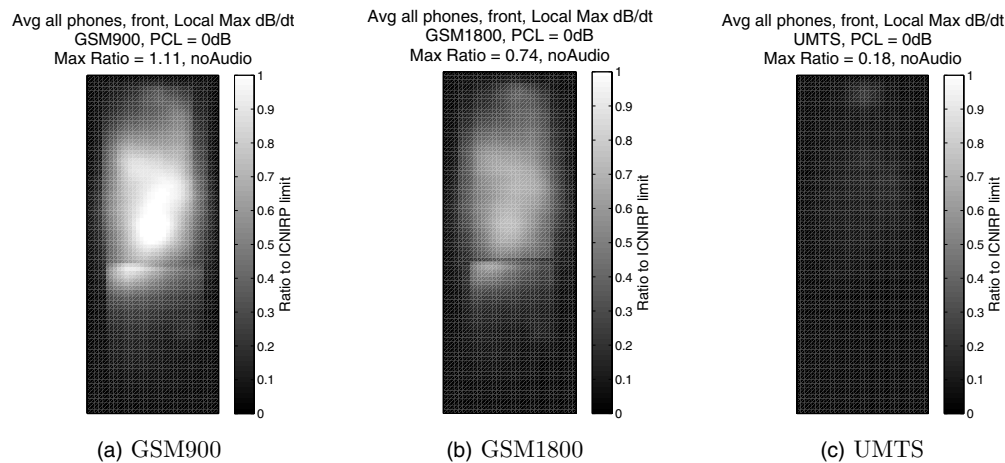 Avg all phones, front, Local Max dB/dt
GSM900, PCL = 0dB
Max Ratio = 1.11, noAudio
1
0.9
0.8
0.7
0.6
0.5
0.4
0.3
0.2
0.1
0
Ratio to ICNIRP limit
(a) GSM900
Avg all phones, front, Local Max dB/dt
GSM1800, PCL = 0dB
Max Ratio = 0.74, noAudio
1
0.9
0.8
0.7
0.6
0.5
0.4
0.3
0.2
0.1
0
Ratio to ICNIRP limit
(b) GSM1800
Avg all phones, front, Local Max dB/dt
UMTS, PCL = 0dB
Max Ratio = 0.18, noAudio
1
0.9
0.8
0.7
0.6
0.5
0.4
0.3
0.2
0.1
0
Ratio to ICNIRP limit
(c) UMTS